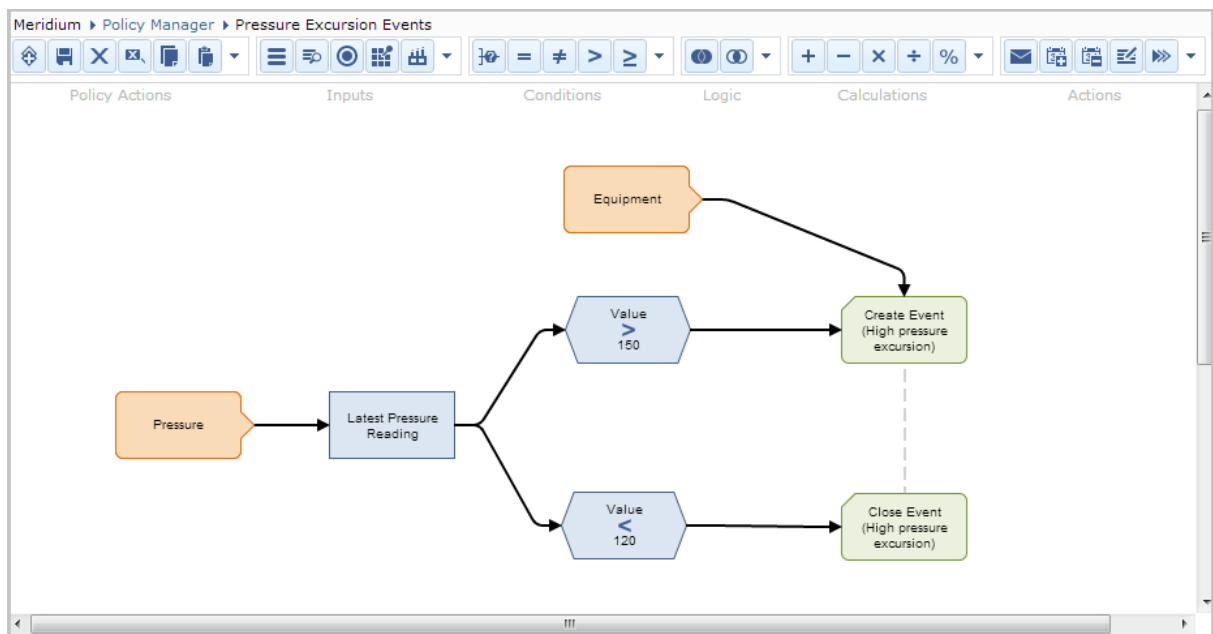 Meridium ▸ Policy Manager ▸ Pressure Excursion Events
= ≠ > ≥ + − × ÷ %
Policy Actions Inputs Conditions Logic Calculations Actions
Equipment
Value
>
150
Create Event
(High pressure
excursion)
Pressure
Latest Pressure
Reading
Value
<
120
Close Event
(High pressure
excursion)